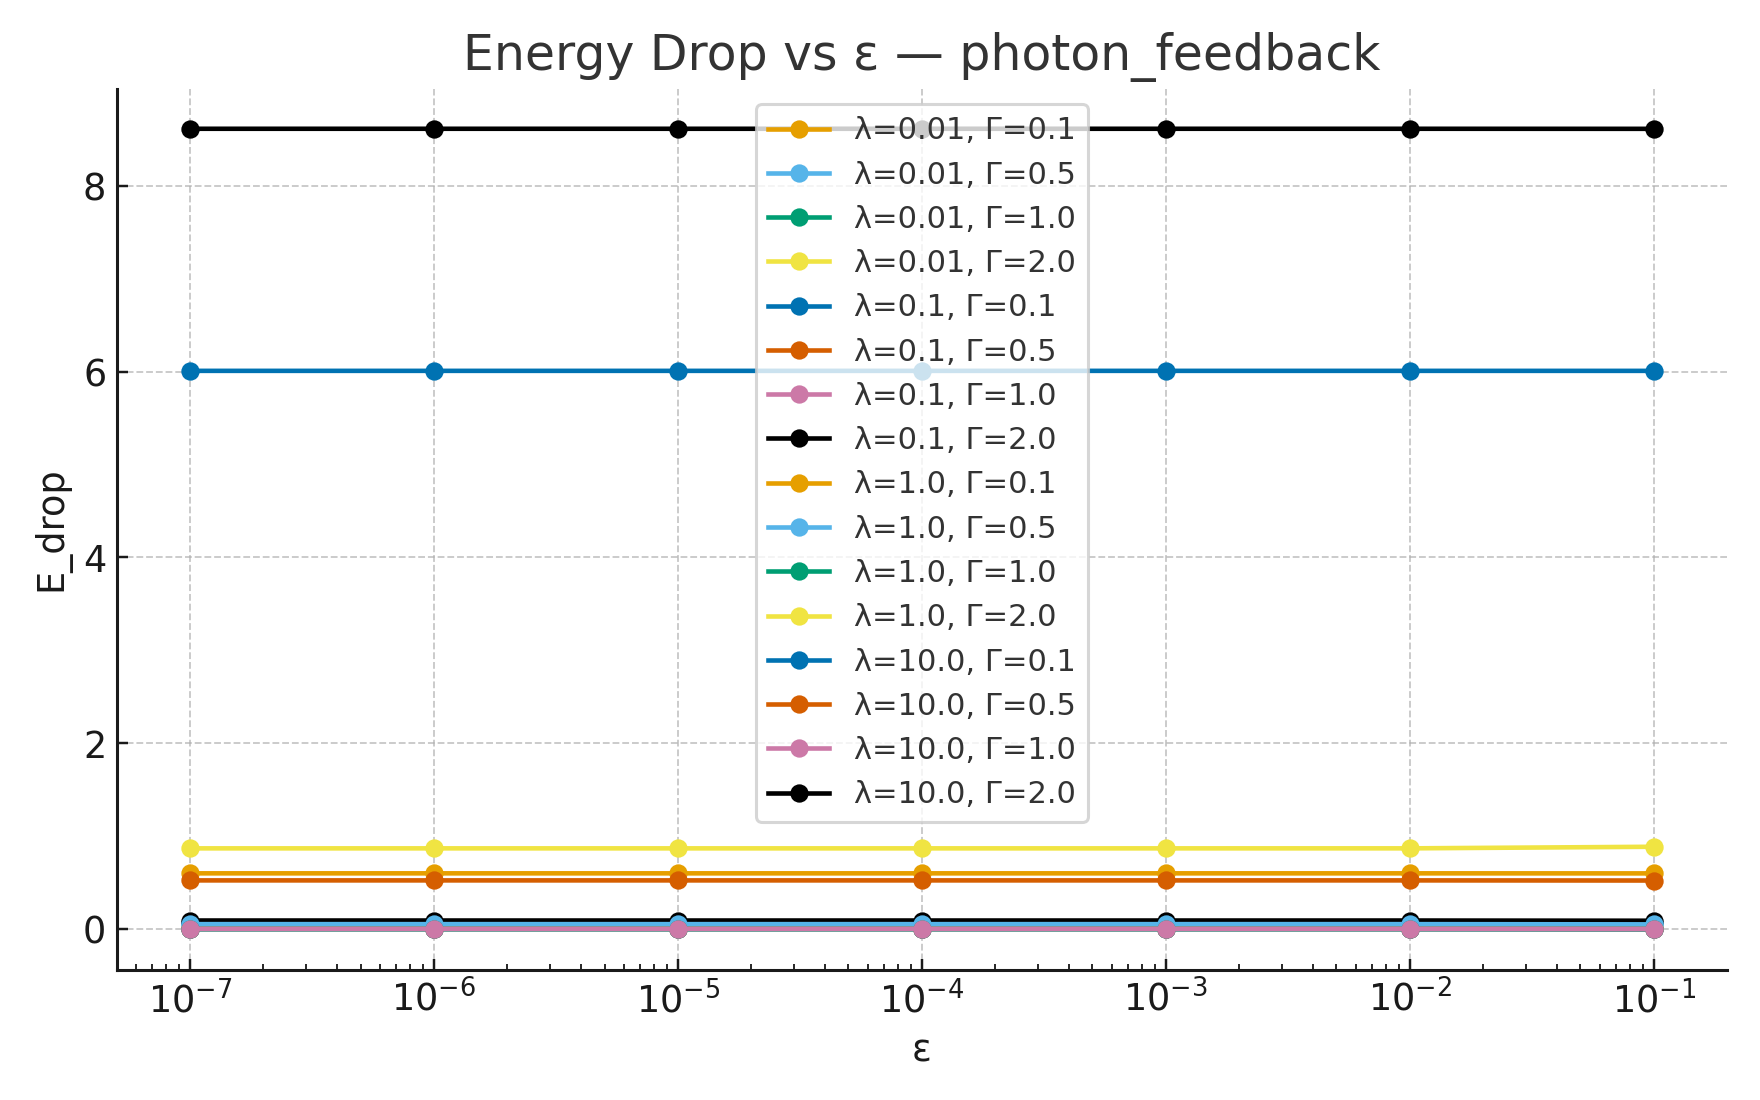 Energy Drop vs ε — photon_feedback
E_drop
8
6
4
2
0
λ=0.01, Γ=0.1
λ=0.01, Γ=0.5
λ=0.01, Γ=1.0
λ=0.01, Γ=2.0
λ=0.1, Γ=0.1
λ=0.1, Γ=0.5
λ=0.1, Γ=1.0
λ=0.1, Γ=2.0
λ=1.0, Γ=0.1
λ=1.0, Γ=0.5
λ=1.0, Γ=1.0
λ=1.0, Γ=2.0
λ=10.0, Γ=0.1
λ=10.0, Γ=0.5
λ=10.0, Γ=1.0
λ=10.0, Γ=2.0
10⁻⁷ 10⁻⁶ 10⁻⁵ 10⁻⁴ 10⁻³ 10⁻² 10⁻¹
ε